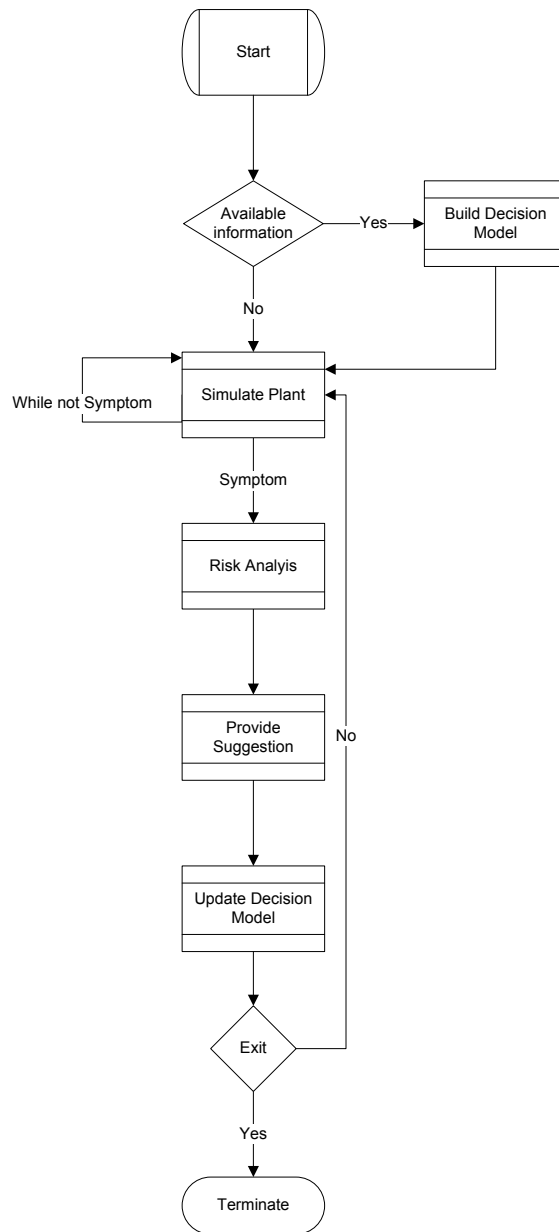 Start
Available
information
Yes
Build Decision
Model
No
While not Symptom
Simulate Plant
Symptom
Risk Analyis
Provide
Suggestion
No
Update Decision
Model
Exit
Yes
Terminate